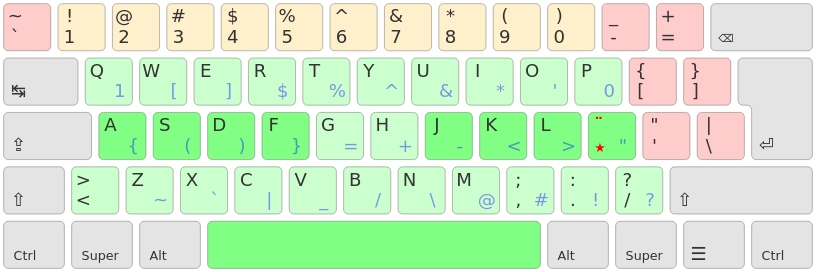 ~ ! @ # $ % ^ & * ( ) _ +
` 1 2 3 4 5 6 7 8 9 0 - = ⌫
Q W E R T Y U I O P { }
↹ 1 [ ] $ % ^ & * ' 0 [ ]
A S D F G H J K L ¨ " |
⇪ { ( ) } = + - < > ★ " ' \ ⏎
> Z X C V B N M ; : ?
⇧ < ~ ` | _ / \ @ , # . ! / ? ⇧
Ctrl Super Alt Alt Super ☰ Ctrl